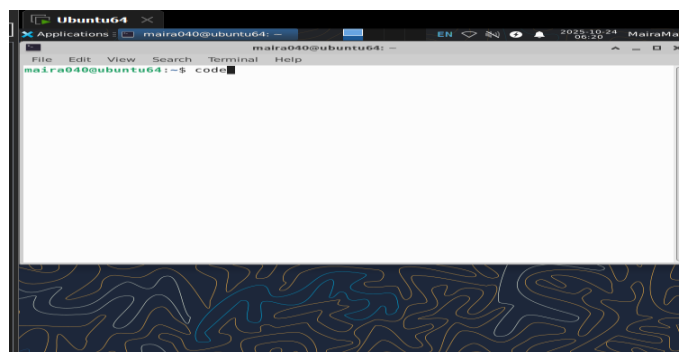 Ubuntu64
Applications maira040@ubuntu64: ~ EN 2025-10-24
06:20 MairaMa
maira040@ubuntu64: ~
File Edit View Search Terminal Help
maira040@ubuntu64:~$ code